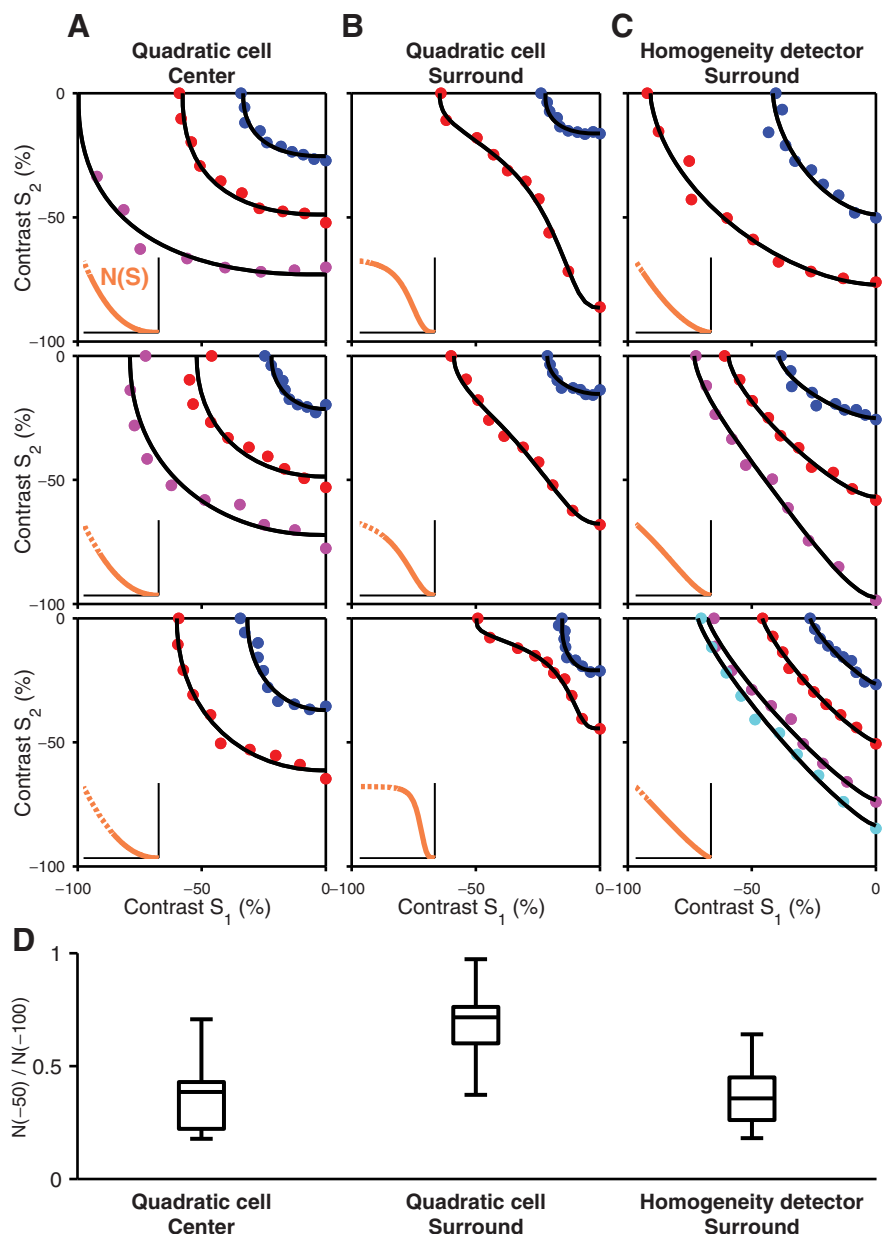 A
Quadratic cell
Center
B
Quadratic cell
Surround
C
Homogeneity detector
Surround
0
−50
−100
Contrast S2 (%)
N(S)
0
−50
−100
Contrast S2 (%)
0
−50
−100
Contrast S2 (%)
−100
−50
0
Contrast S1 (%)
−100
−50
0
Contrast S1 (%)
−100
−50
0
Contrast S1 (%)
D
1
0.5
0
N(−50) / N(−100)
Quadratic cell
Center
Quadratic cell
Surround
Homogeneity detector
Surround